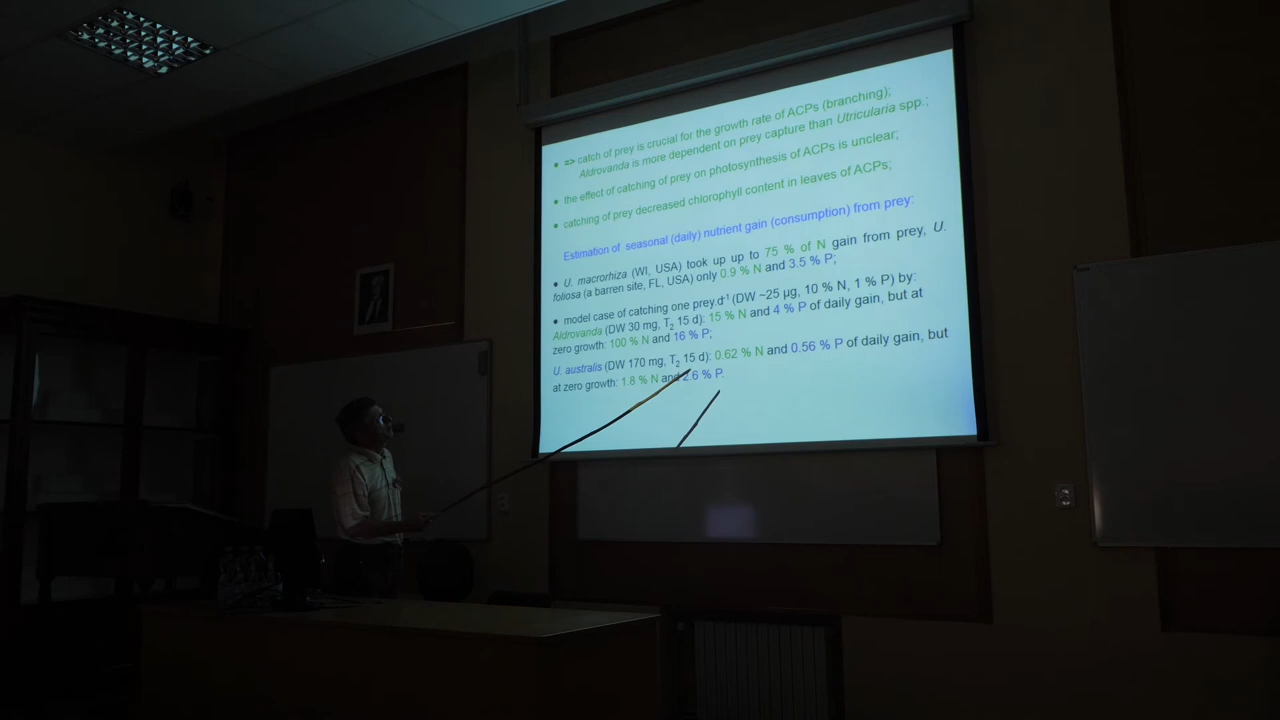 • => catch of prey is crucial for the growth rate of ACPs (branching);
Aldrovanda is more dependent on prey capture than Utricularia spp.;
• the effect of catching of prey on photosynthesis of ACPs is unclear;
• catching of prey decreased chlorophyll content in leaves of ACPs;
Estimation of seasonal (daily) nutrient gain (consumption) from prey:
• U. macrorhiza (WI, USA) took up up to 75 % of N gain from prey, U.
foliosa (a barren site, FL, USA) only 0.9 % N and 3.5 % P;
• model case of catching one prey.d⁻¹ (DW ~25 µg, 10 % N, 1 % P) by:
Aldrovanda (DW 30 mg, T₂ 15 d): 15 % N and 4 % P of daily gain, but at
zero growth: 100 % N and 16 % P;
U. australis (DW 170 mg, T₂ 15 d): 0.62 % N and 0.56 % P of daily gain, but
at zero growth: 1.8 % N and 2.6 % P.